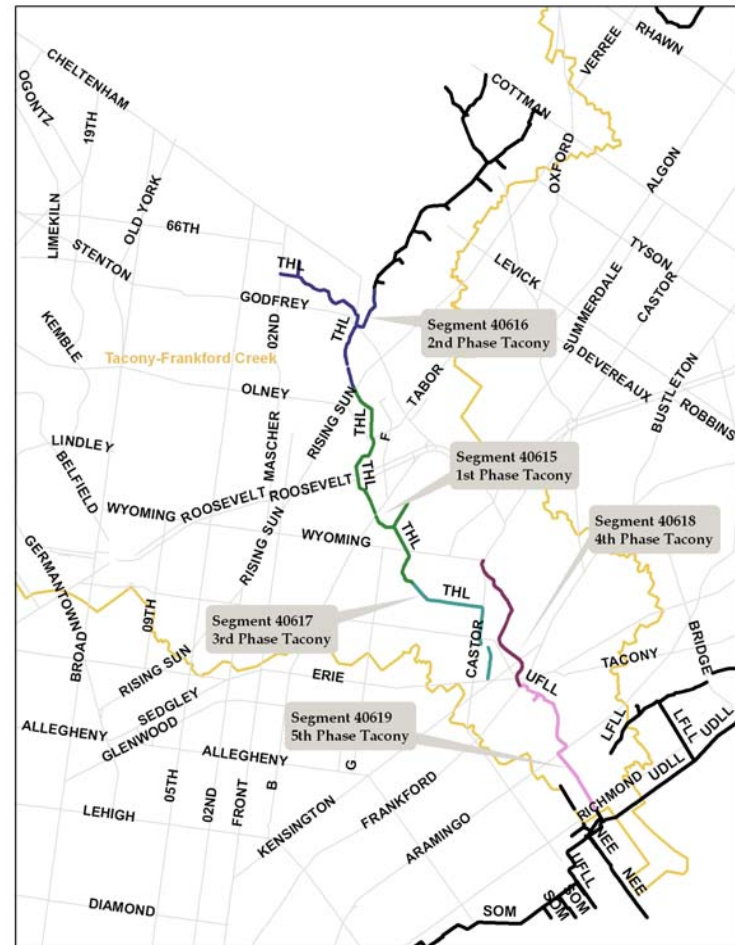 RHAWN
VERREE
CHELTENHAM
OGONTZ
19TH
COTTMAN
OXFORD
ALGON
LIMEKILN
OLD YORK
66TH
STENTON
THL
GODFREY
LEVICK
TYSON
SUMMERDALE
CASTOR
02ND
THL
Segment 40616
2nd Phase Tacony
KEMBLE
Tacony-Frankford Creek
DEVEREAUX
BUSTLETON
ROBBINS
OLNEY
RISING SUN
TABOR
THL
F
MASCHER
LINDLEY
BELFIELD
THL
Segment 40615
1st Phase Tacony
WYOMING
ROOSEVELT
ROOSEVELT
RISING SUN
WYOMING
THL
Segment 40618
4th Phase Tacony
GERMANTOWN
THL
Segment 40617
3rd Phase Tacony
09TH
BROAD
RISING SUN
CASTOR
TACONY
BRIDGE
ERIE
UFLL
SEDGLEY
GLENWOOD
ALLEGHENY
Segment 40619
5th Phase Tacony
LFLL
LFLL
UDLL
ALLEGHENY
G
UDLL
05TH
02ND
FRONT
B
LEHIGH
KENSINGTON
FRANKFORD
ARAMINGO
RICHMOND
NEE
UFLL
NEE
DIAMOND
SOM
SOM
SOM